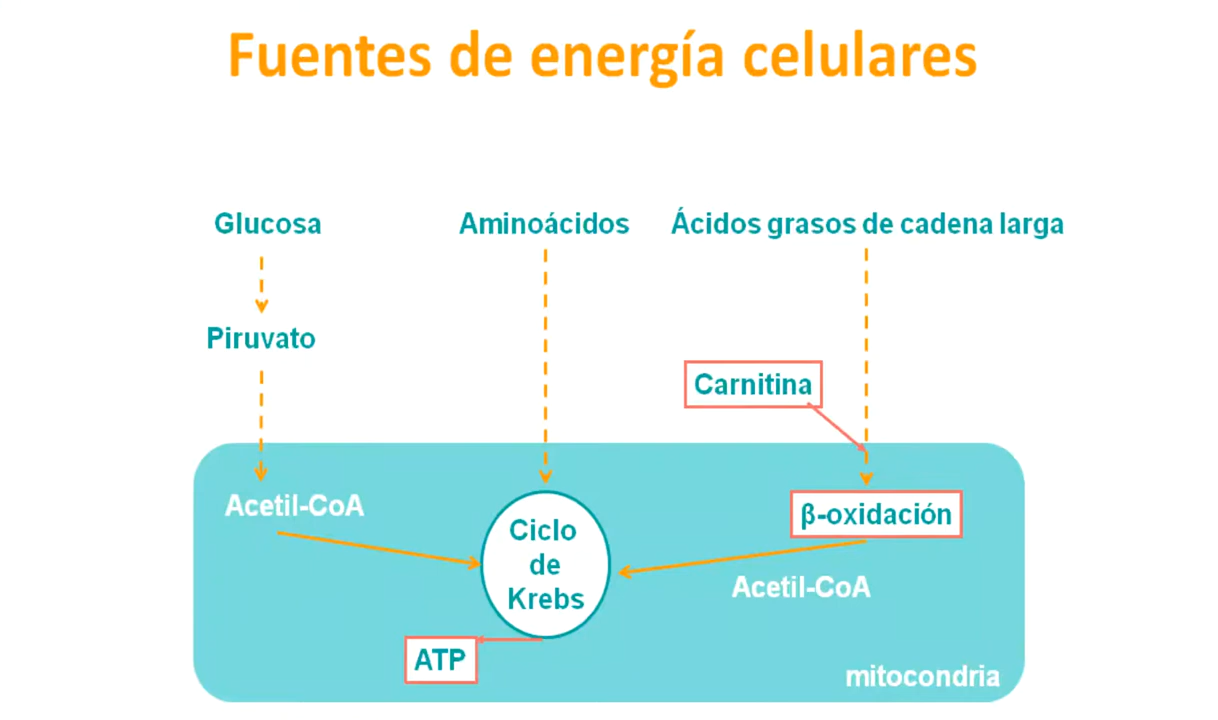 Fuentes de energía celulares
Glucosa
Aminoácidos
Ácidos grasos de cadena larga
Piruvato
Carnitina
Acetil-CoA
Ciclo
de
Krebs
β-oxidación
Acetil-CoA
ATP
mitocondria